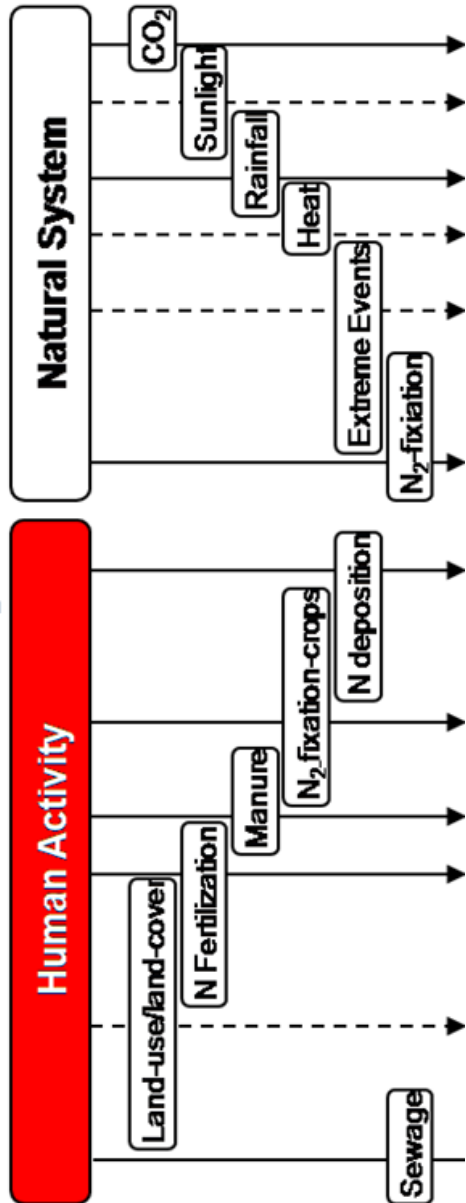 Human Activity
Land-use/land-cover
N Fertilization
Manure
N₂-fixation-crops
N deposition
Sewage
Natural System
CO₂
Sunlight
Rainfall
Heat
Extreme Events
N₂-fixiation